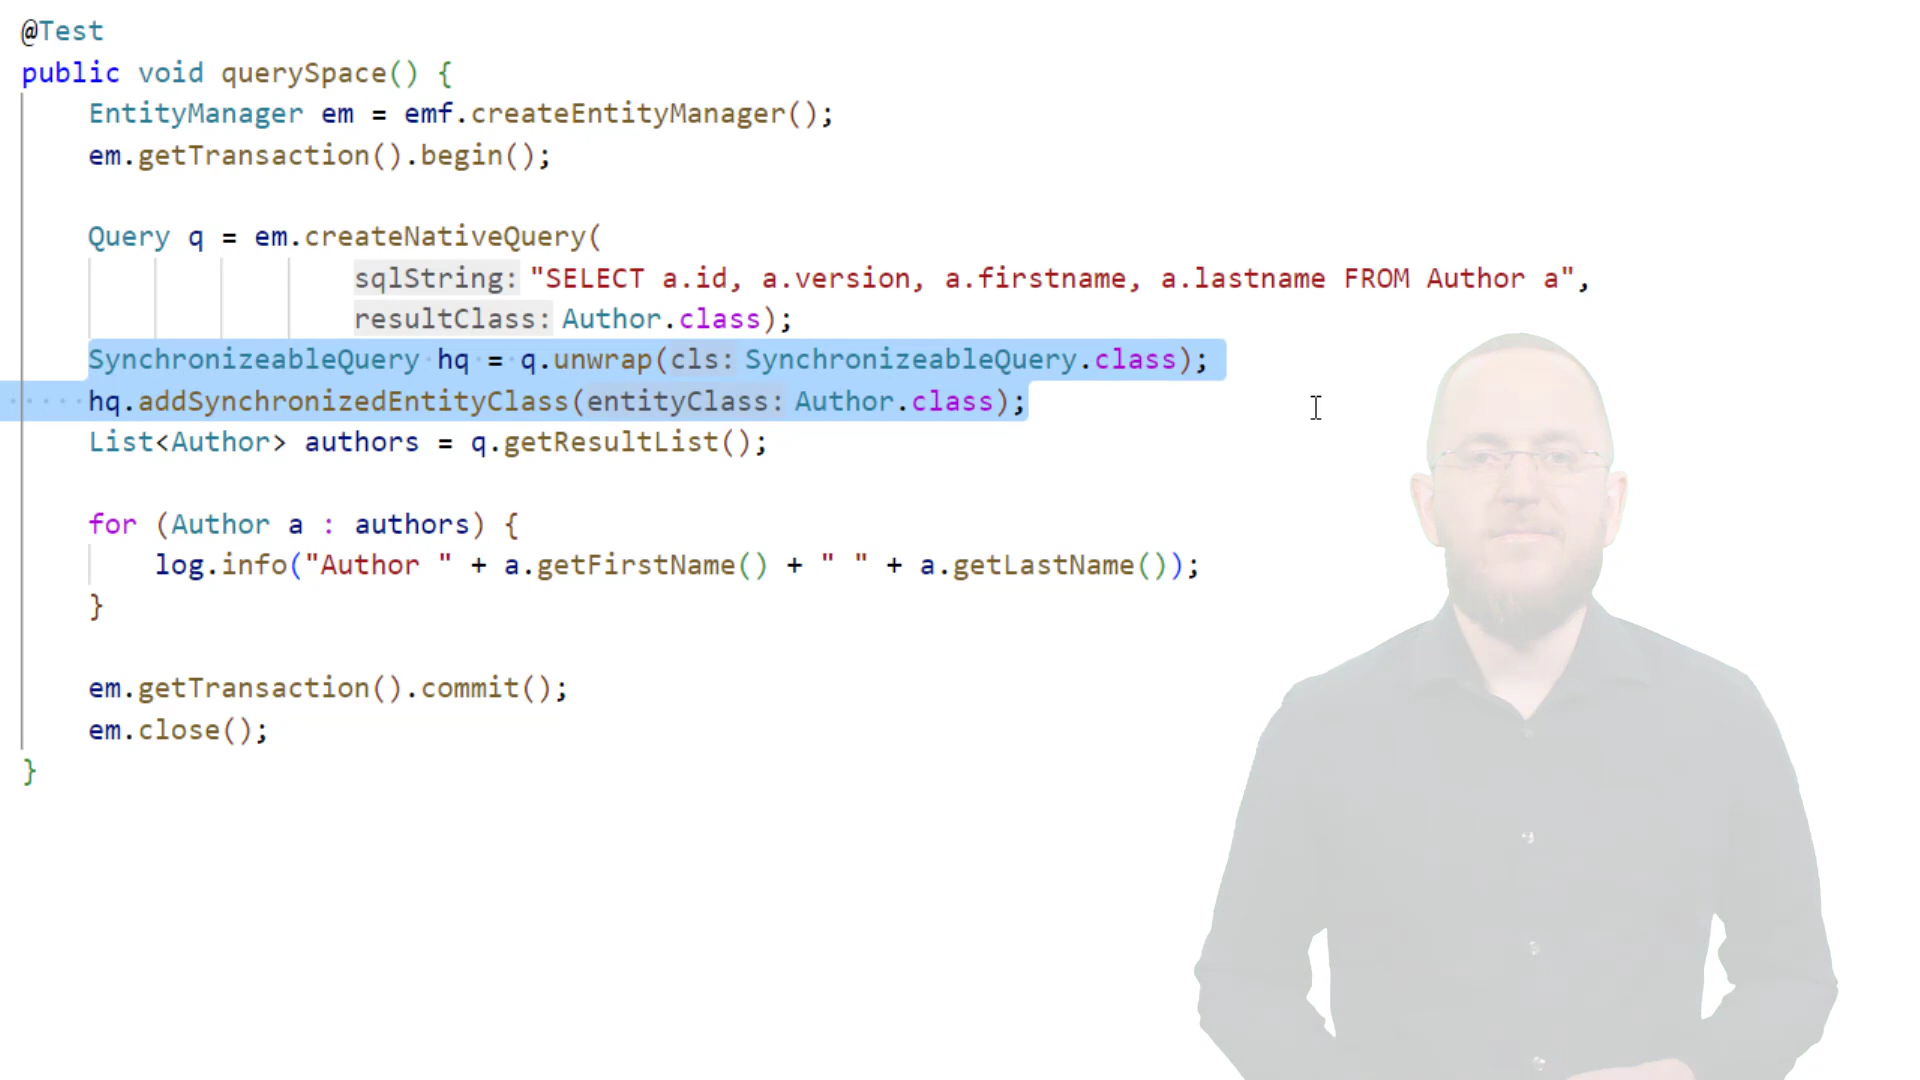 @Test
public void querySpace() {
EntityManager em = emf.createEntityManager();
em.getTransaction().begin();
Query q = em.createNativeQuery(
sqlString: "SELECT a.id, a.version, a.firstname, a.lastname FROM Author a",
resultClass: Author.class);
SynchronizeableQuery hq = q.unwrap(cls: SynchronizeableQuery.class);
hq.addSynchronizedEntityClass(entityClass: Author.class);
List<Author> authors = q.getResultList();
for (Author a : authors) {
log.info("Author " + a.getFirstName() + " " + a.getLastName());
}
em.getTransaction().commit();
em.close();
}